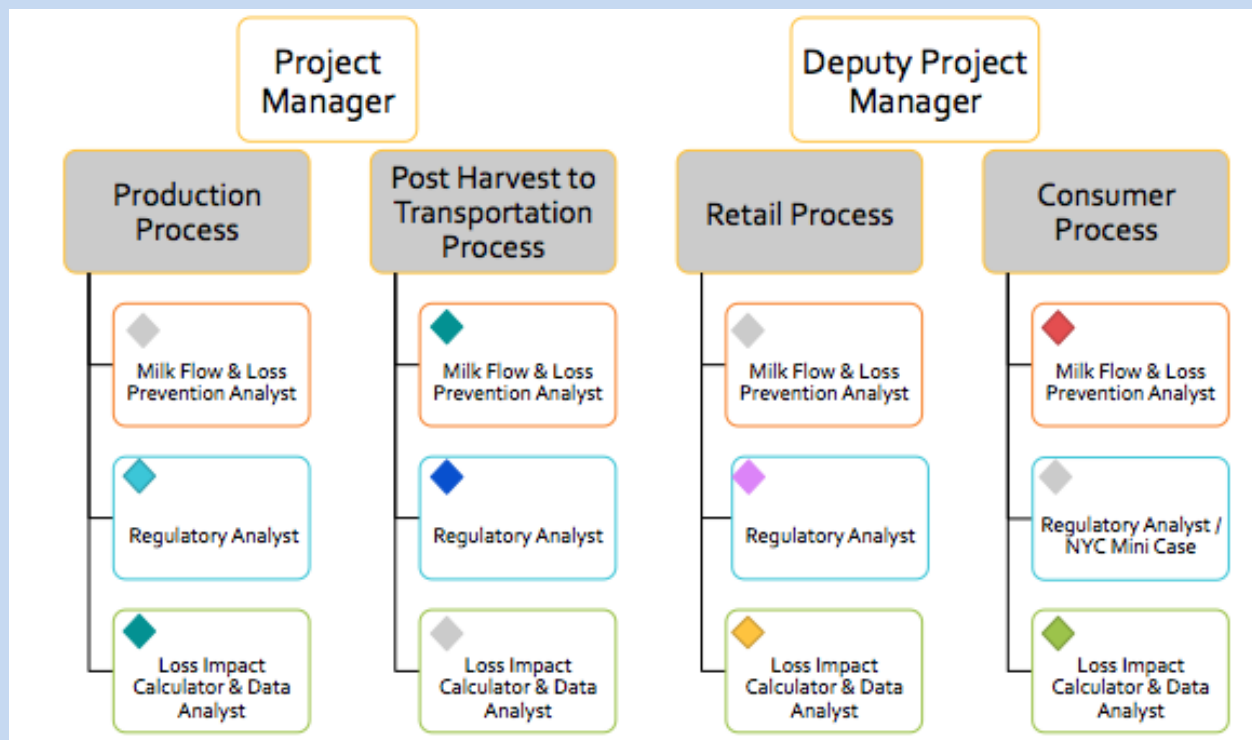 Project
Manager
Deputy Project
Manager
Production
Process
Post Harvest to
Transportation
Process
Retail Process
Consumer
Process
Milk Flow & Loss
Prevention Analyst
Milk Flow & Loss
Prevention Analyst
Milk Flow & Loss
Prevention Analyst
Milk Flow & Loss
Prevention Analyst
Regulatory Analyst
Regulatory Analyst
Regulatory Analyst
Regulatory Analyst /
NYC Mini Case
Loss Impact
Calculator & Data
Analyst
Loss Impact
Calculator & Data
Analyst
Loss Impact
Calculator & Data
Analyst
Loss Impact
Calculator & Data
Analyst